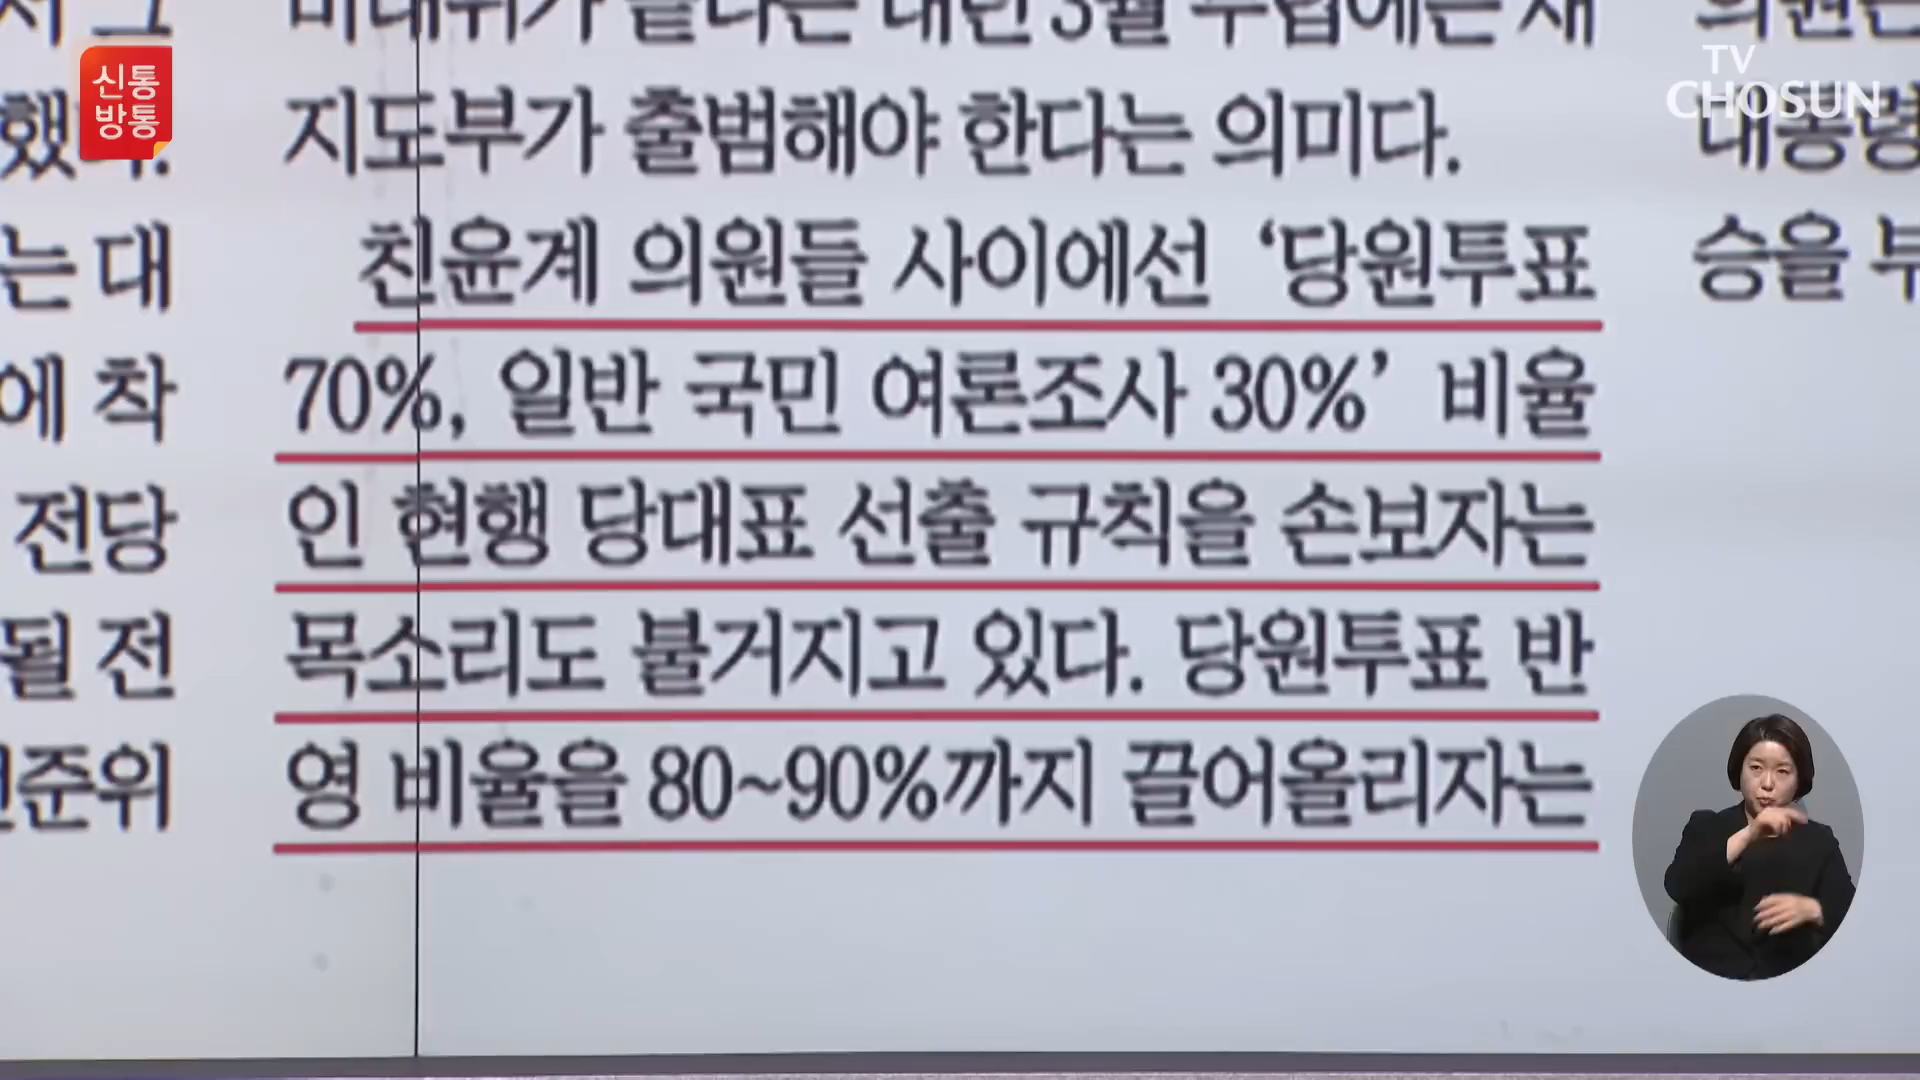 신통
방통
TV
CHOSUN
지도부가 출범해야 한다는 의미다.
친윤계 의원들 사이에선 ‘당원투표
70%, 일반 국민 여론조사 30%’ 비율
인 현행 당대표 선출 규칙을 손보자는
목소리도 불거지고 있다. 당원투표 반
영 비율을 80~90%까지 끌어올리자는
는 대
에 착
전당
될 전
준위
대통령
승을